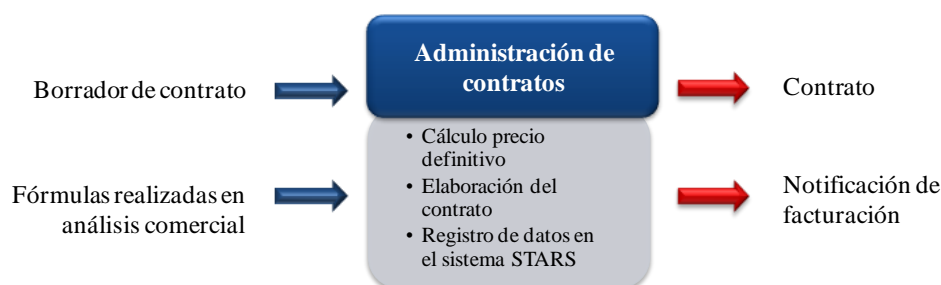 Borrador de contrato
Fórmulas realizadas en
análisis comercial
Administración de
contratos
• Cálculo precio
definitivo
• Elaboración del
contrato
• Registro de datos en
el sistema STARS
Contrato
Notificación de
facturación